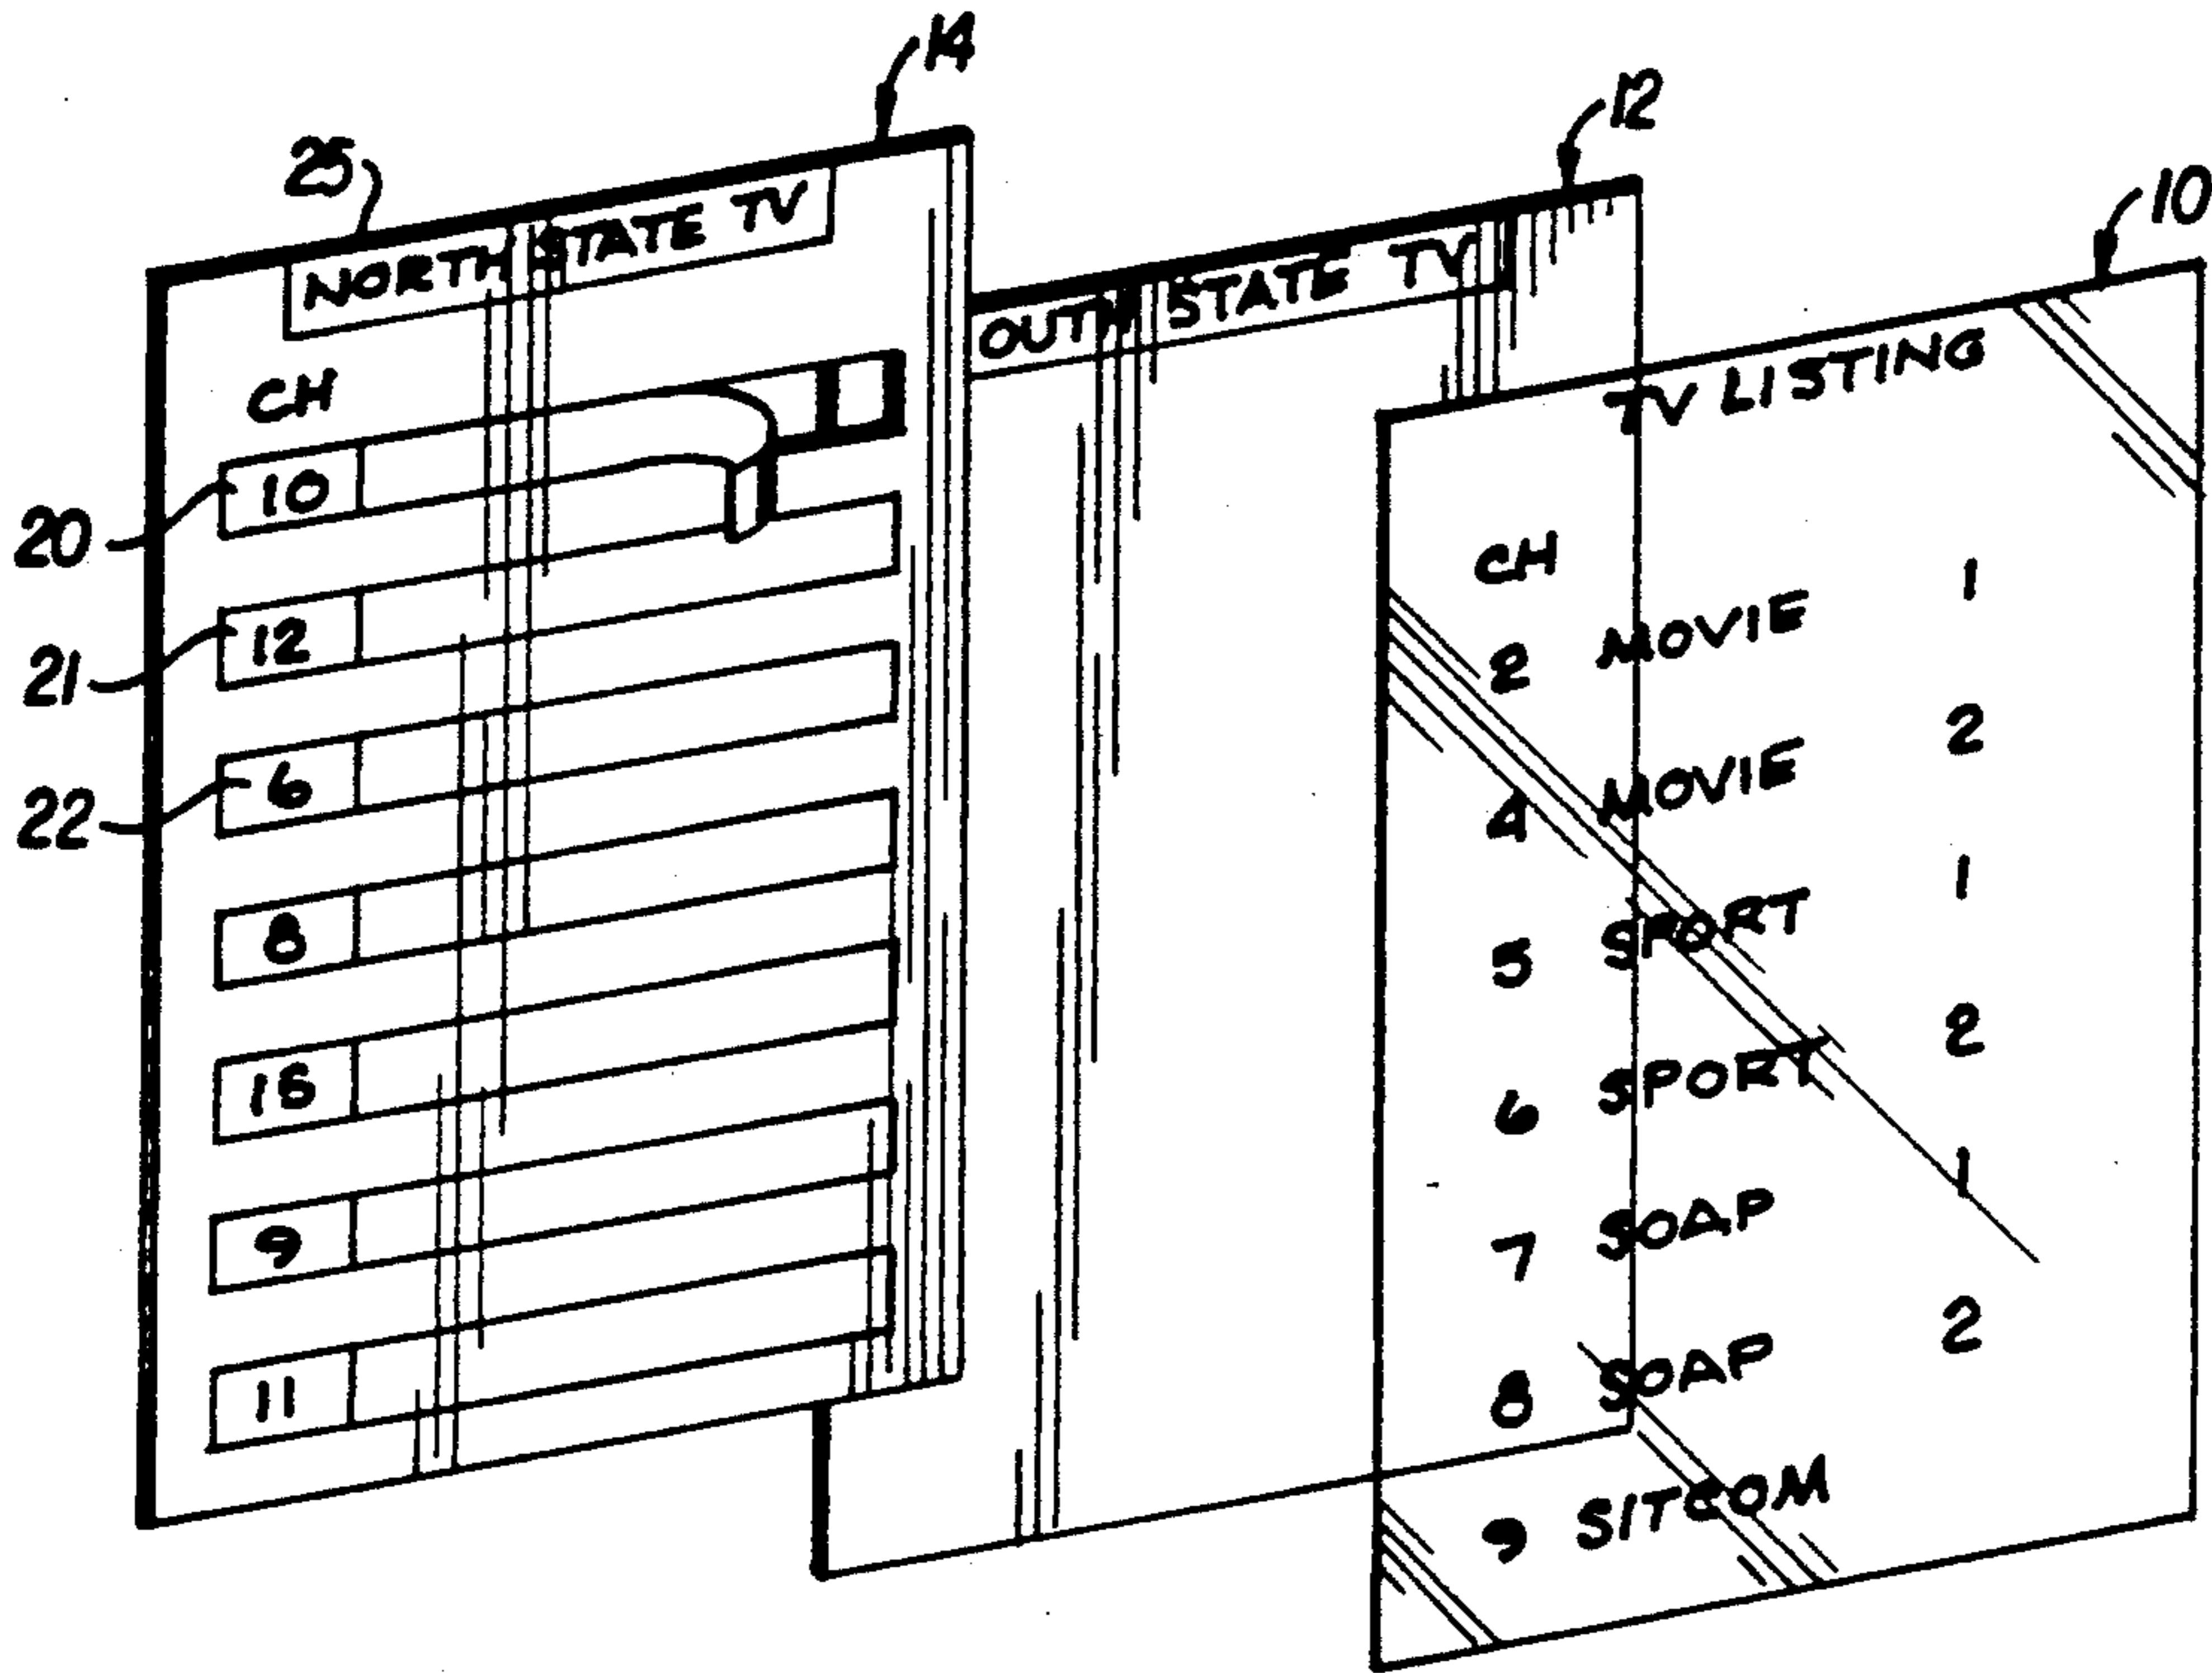 14
12
10
25
NORTH STATE TV
OUTH STATE TV
TV LISTING
CH
10
20
12
21
6
22
8
15
9
11
CH
1
2 MOVIE
2
4 MOVIE
1
5 SPORT
2
6 SPORT
1
7 SOAP
2
8 SOAP
9 SITCOM